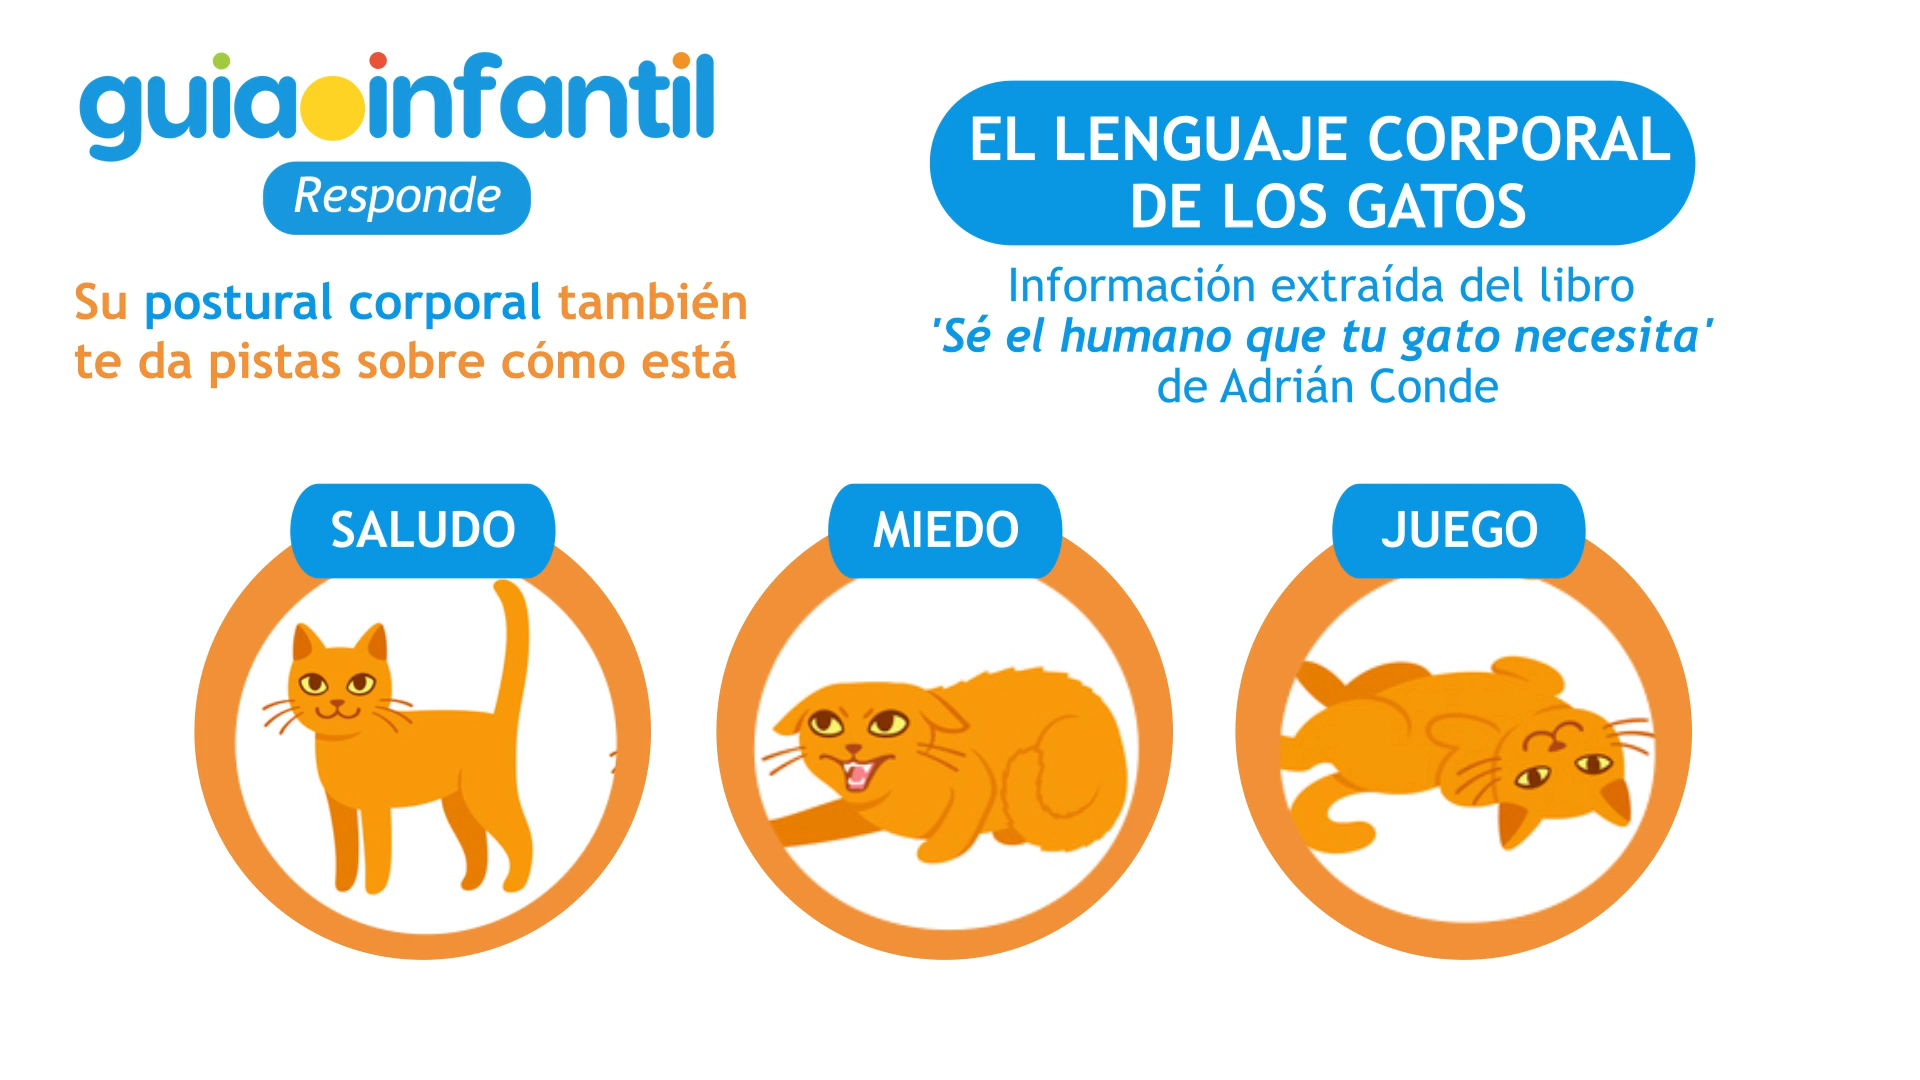 guiainfantil
Responde
Su postural corporal también
te da pistas sobre cómo está
EL LENGUAJE CORPORAL
DE LOS GATOS
Información extraída del libro
'Sé el humano que tu gato necesita'
de Adrián Conde
SALUDO
MIEDO
JUEGO